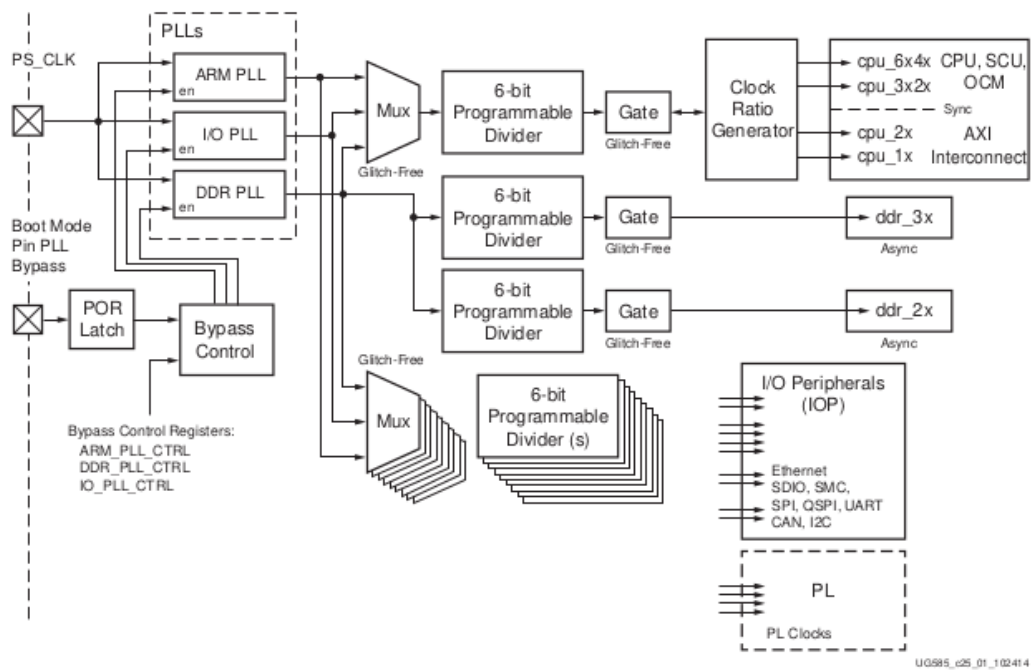 PLLs
PS_CLK
ARM PLL
en
I/O PLL
en
DDR PLL
en
Mux
Glitch-Free
6-bit
Programmable
Divider
Gate
Glitch-Free
Clock
Ratio
Generator
cpu_6x4x
cpu_3x2x
CPU, SCU,
OCM
Sync
cpu_2x
cpu_1x
AXI
Interconnect
6-bit
Programmable
Divider
Gate
Glitch-Free
ddr_3x
Async
Boot Mode
Pin PLL
Bypass
POR
Latch
Bypass
Control
6-bit
Programmable
Divider
Gate
Glitch-Free
ddr_2x
Async
Glitch-Free
Mux
6-bit
Programmable
Divider (s)
I/O Peripherals
(IOP)
Ethernet
SDIO, SMC,
SPI, QSPI, UART
CAN, I2C
Bypass Control Registers:
ARM_PLL_CTRL
DDR_PLL_CTRL
IO_PLL_CTRL
PL
PL Clocks
UG585_c25_01_102414